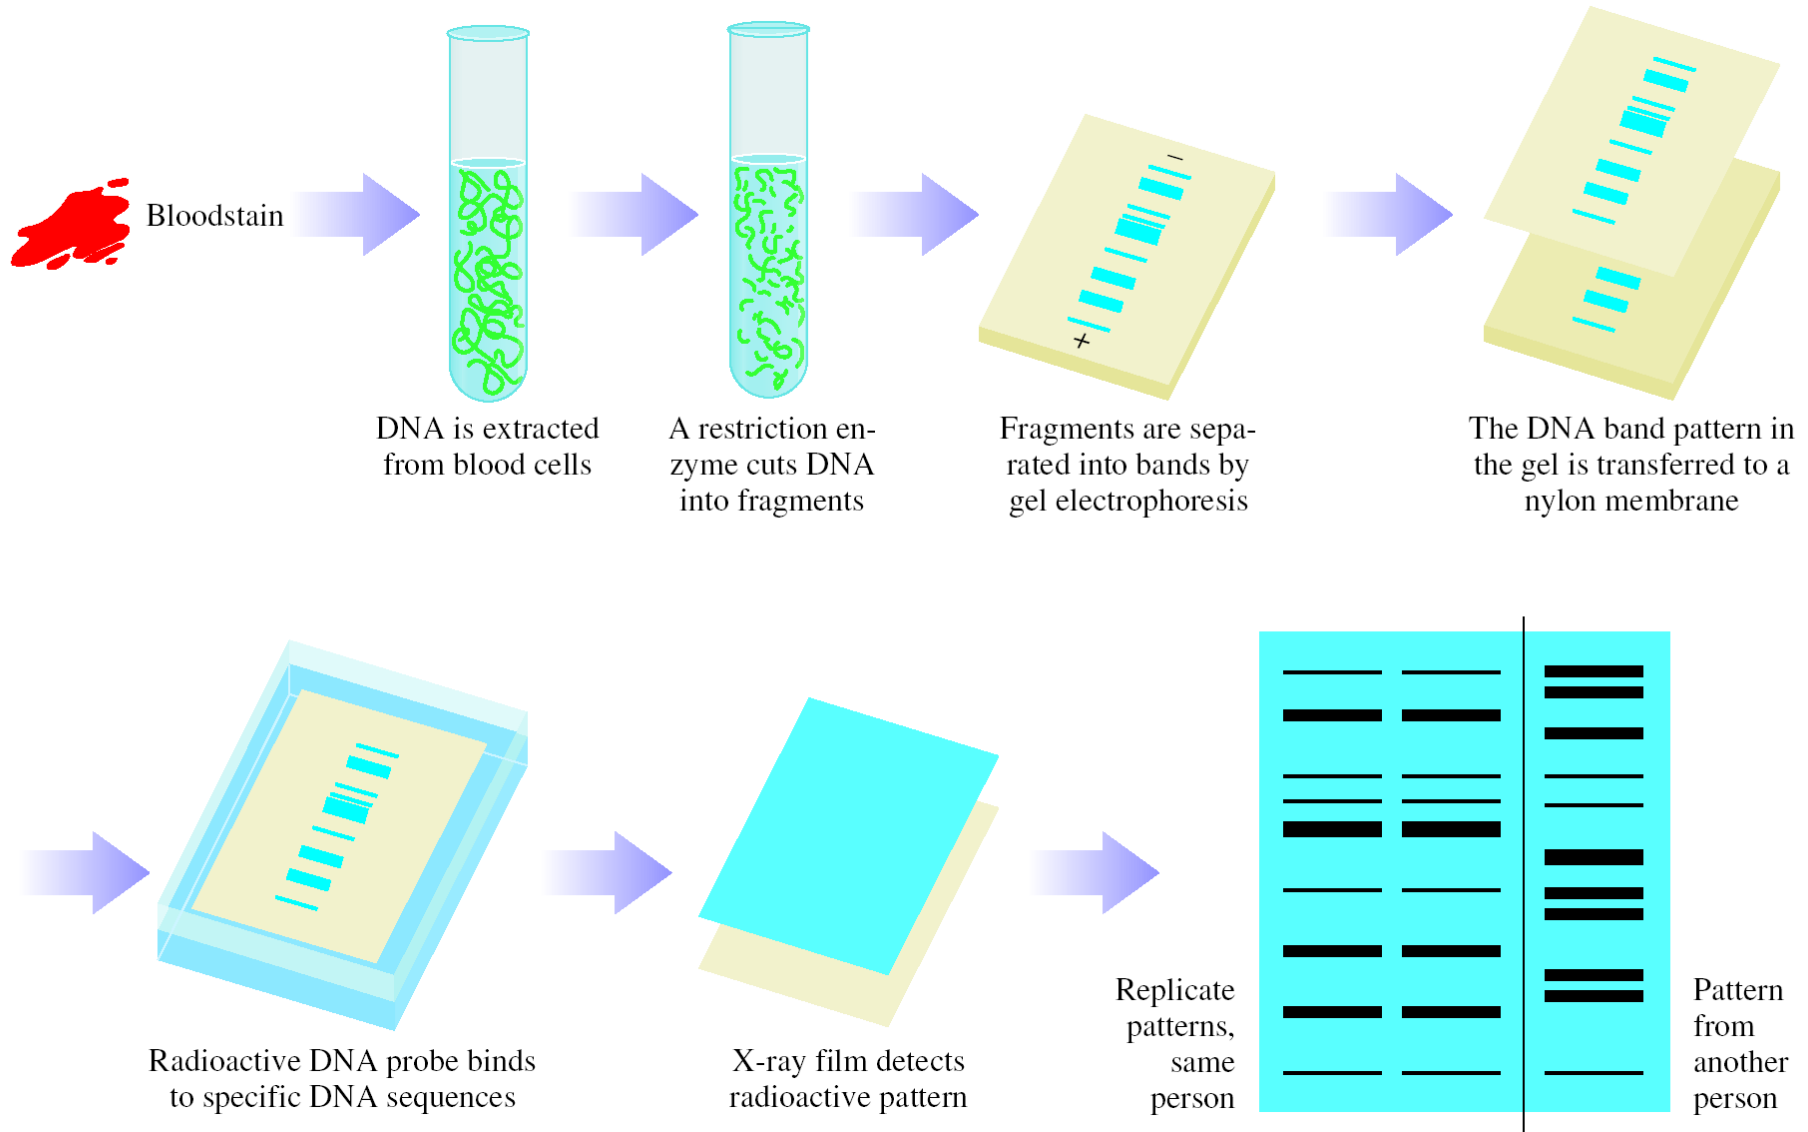 Bloodstain
DNA is extracted
from blood cells
A restriction en-
zyme cuts DNA
into fragments
−
+
Fragments are sepa-
rated into bands by
gel electrophoresis
The DNA band pattern in
the gel is transferred to a
nylon membrane
Radioactive DNA probe binds
to specific DNA sequences
X-ray film detects
radioactive pattern
Replicate
patterns,
same
person
Pattern
from
another
person